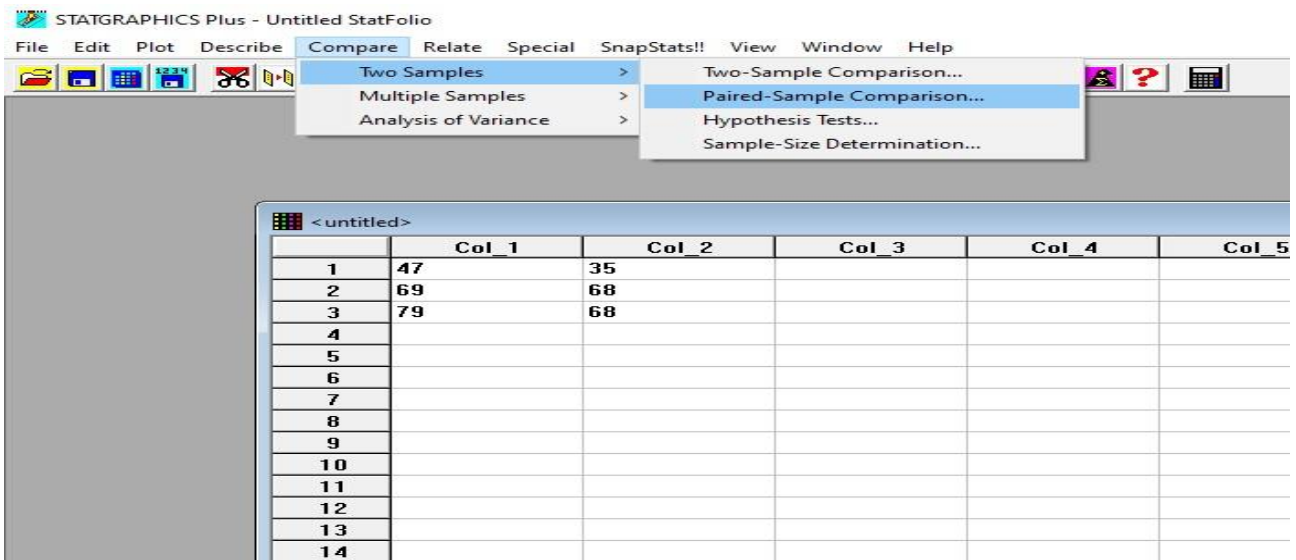 STATGRAPHICS Plus - Untitled StatFolio
File Edit Plot Describe Compare Relate Special SnapStats!! View Window Help
1234
Two Samples >
Multiple Samples >
Analysis of Variance >
Two-Sample Comparison...
Paired-Sample Comparison...
Hypothesis Tests...
Sample-Size Determination...
?
<untitled>
Col_1 Col_2 Col_3 Col_4 Col_5
1 47 35
2 69 68
3 79 68
4
5
6
7
8
9
10
11
12
13
14